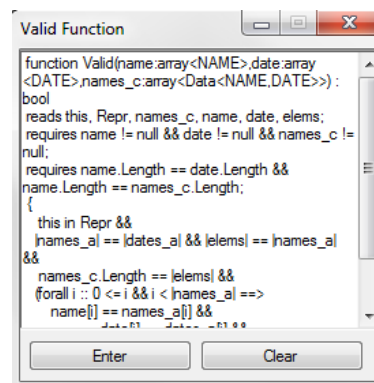 Valid Function
function Valid(name:array<NAME>,date:array
<DATE>,names_c:array<Data<NAME,DATE>>) :
bool
reads this, Repr, names_c, name, date, elems;
requires name != null && date != null && names_c !=
null;
requires name.Length == date.Length &&
name.Length == names_c.Length;
{
this in Repr &&
|names_a| == |dates_a| && |elems| == |names_a|
&&
names_c.Length == |elems| &&
(forall i :: 0 <= i && i < |names_a| ==>
name[i] == names_a[i] &&
date[i] == dates_a[i] &&
Enter
Clear